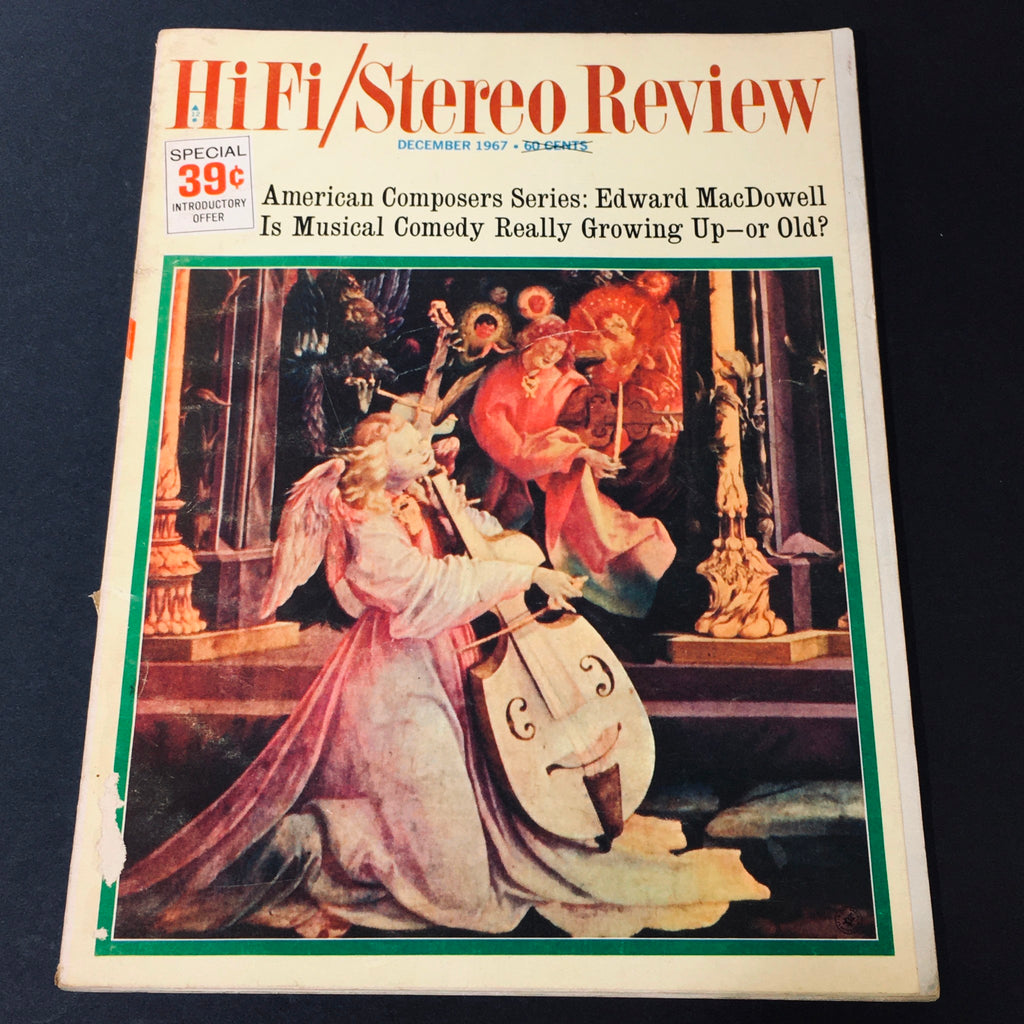 HiFi/Stereo Review
12
DECEMBER 1967 • 60 CENTS
SPECIAL
39¢
INTRODUCTORY
OFFER
American Composers Series: Edward MacDowell
Is Musical Comedy Really Growing Up—or Old?